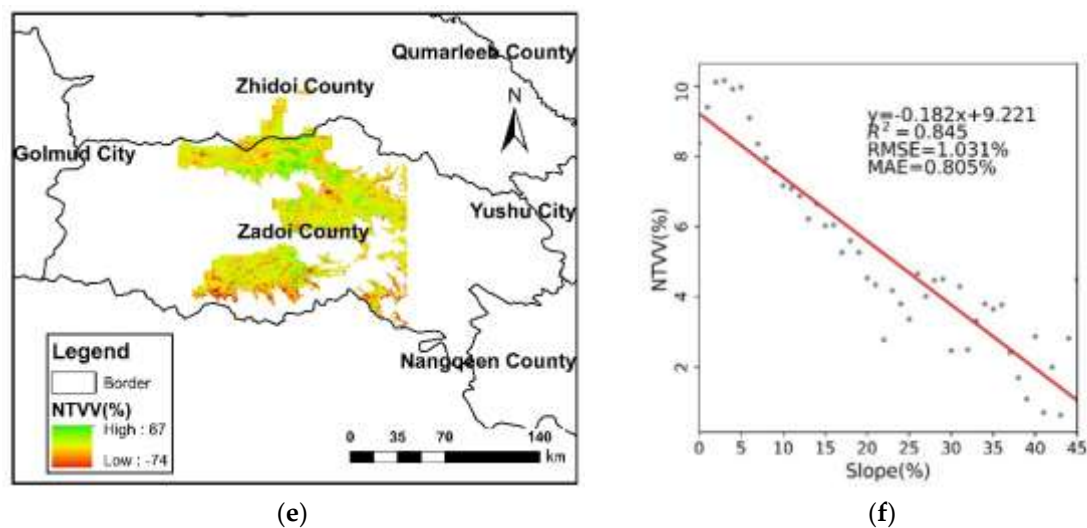 Qumarleeb County
Zhidoi County
N
Golmud City
Yushu City
Zadoi County
Nangqeen County
Legend
Border
NTVV(%)
High : 67
Low : -74
0 35 70 140
km
(e)
y=-0.182x+9.221
R² = 0.845
RMSE=1.031%
MAE=0.805%
NTVV(%)
10
8
6
4
2
0 5 10 15 20 25 30 35 40 45
Slope(%)
(f)